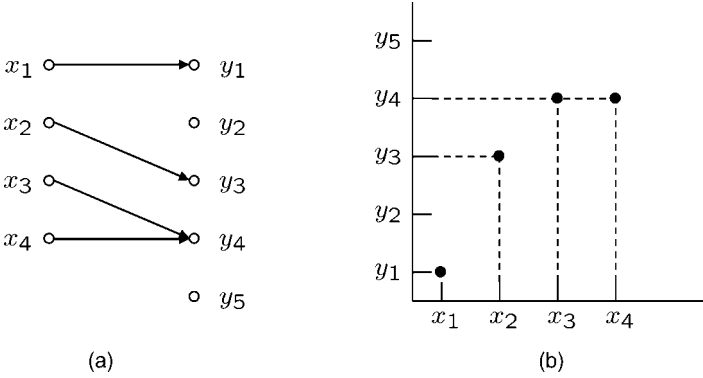 x1 y1
x2 y2
x3 y3
x4 y4
y5
(a)
y5
y4
y3
y2
y1
x1 x2 x3 x4
(b)